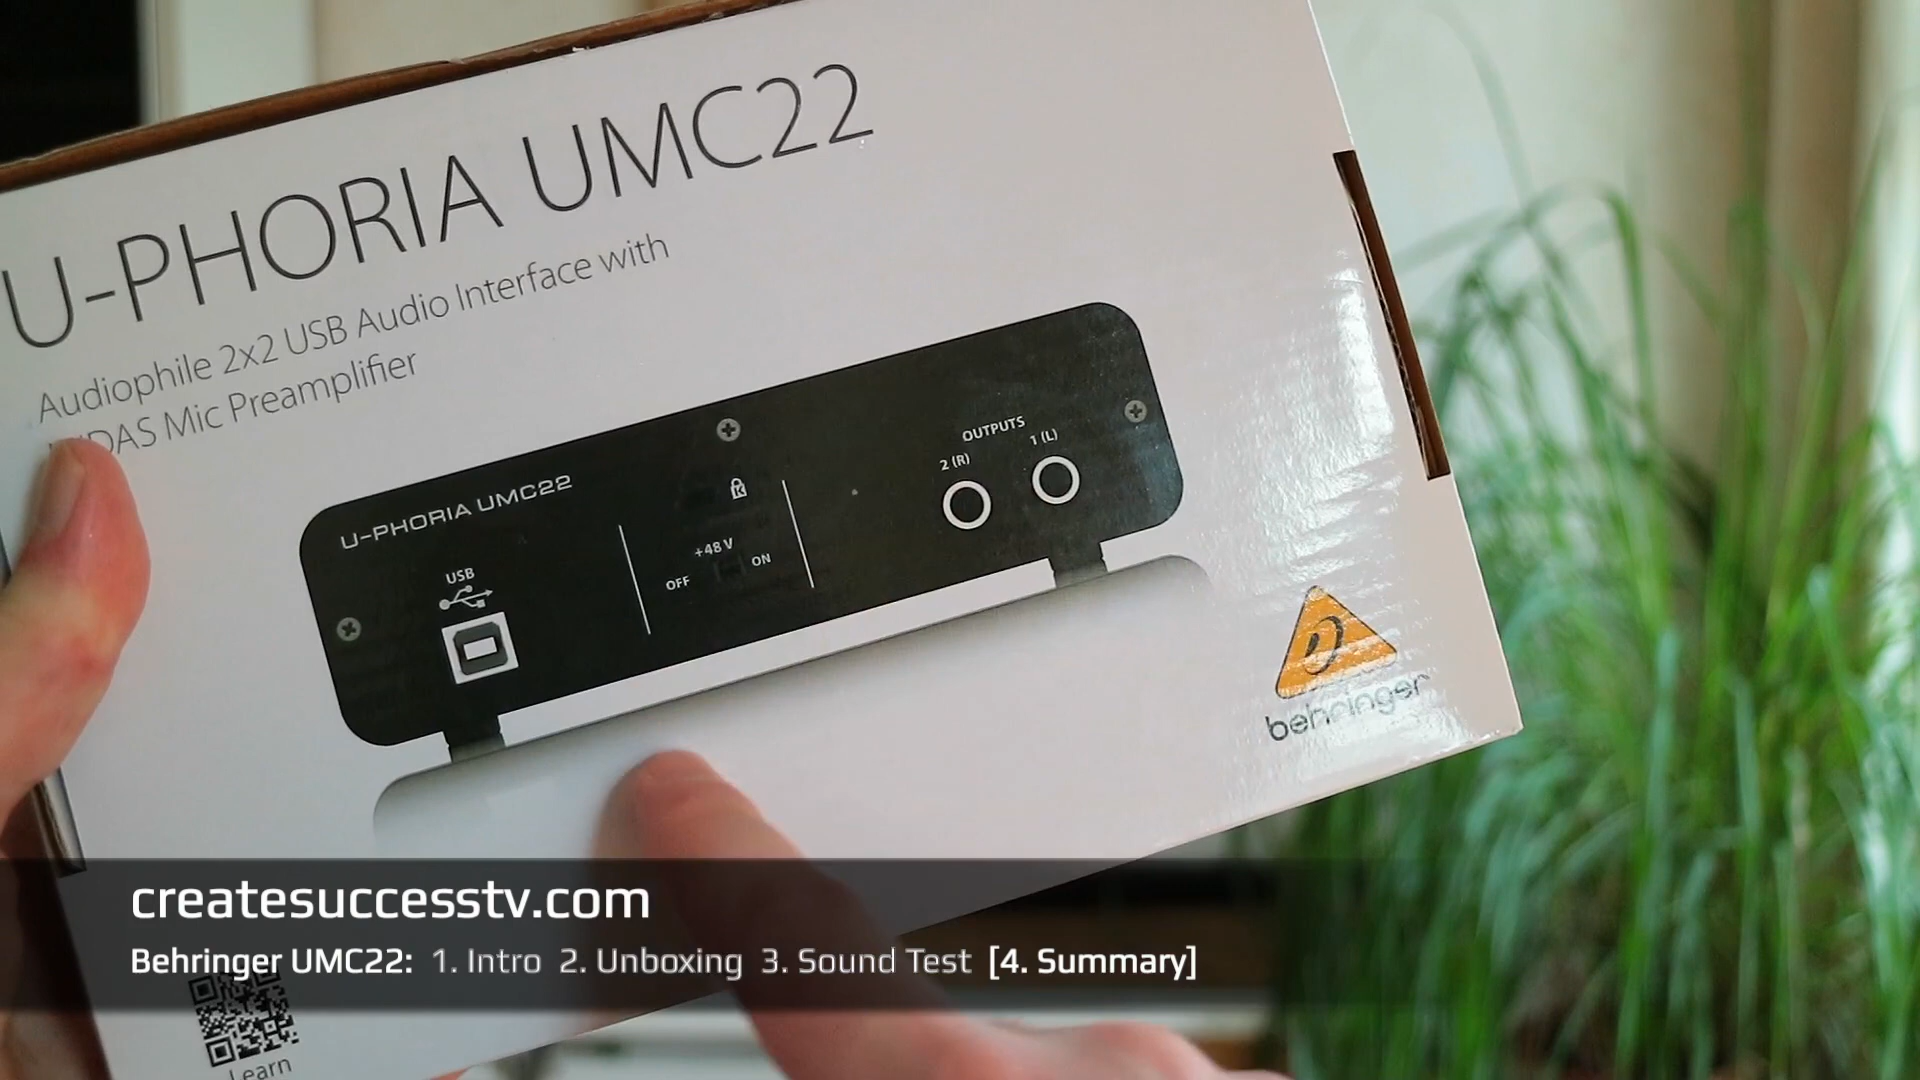 U-PHORIA UMC22
Audiophile 2x2 USB Audio Interface with
Mic Preamplifier
U-PHORIA UMC22
USB
+48 V
OFF
ON
OUTPUTS
2 (R)
1 (L)
behringer
createsuccesstv.com
Behringer UMC22: 1. Intro 2. Unboxing 3. Sound Test [4. Summary]
Learn